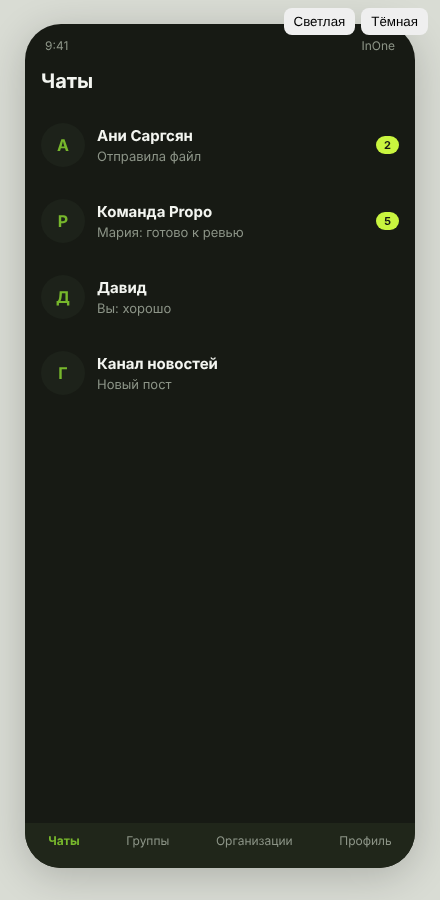 Светлая Тёмная
9:41 InOne
Чаты
А Ани Саргсян 2
Отправила файл
P Команда Propo 5
Мария: готово к ревью
Д Давид
Вы: хорошо
Г Канал новостей
Новый пост
Чаты Группы Организации Профиль